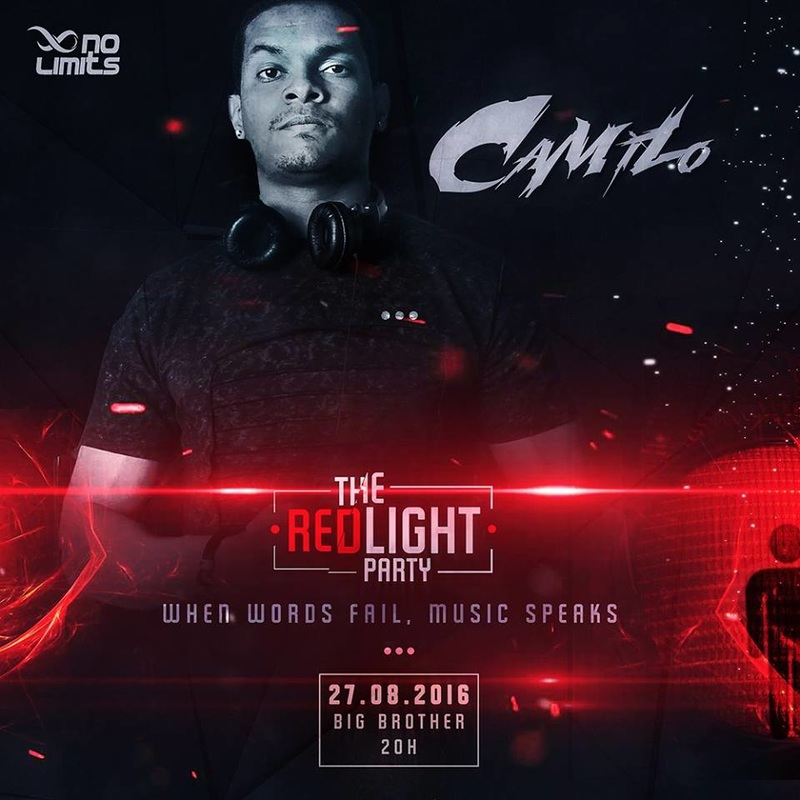 no
Limits
CAMILO
THE
REDLIGHT
PARTY
WHEN WORDS FAIL, MUSIC SPEAKS
27.08.2016
BIG BROTHER
20H